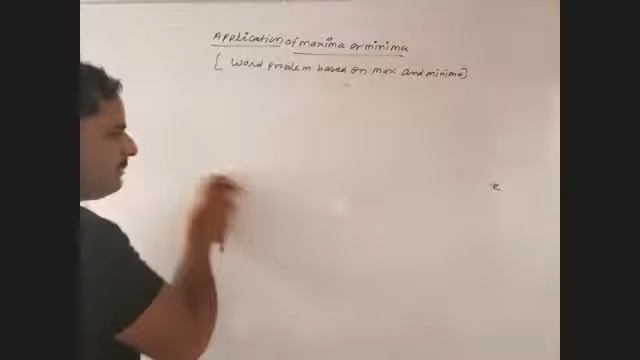 Application of maxima or minima
[ Word problem based on max and minima]